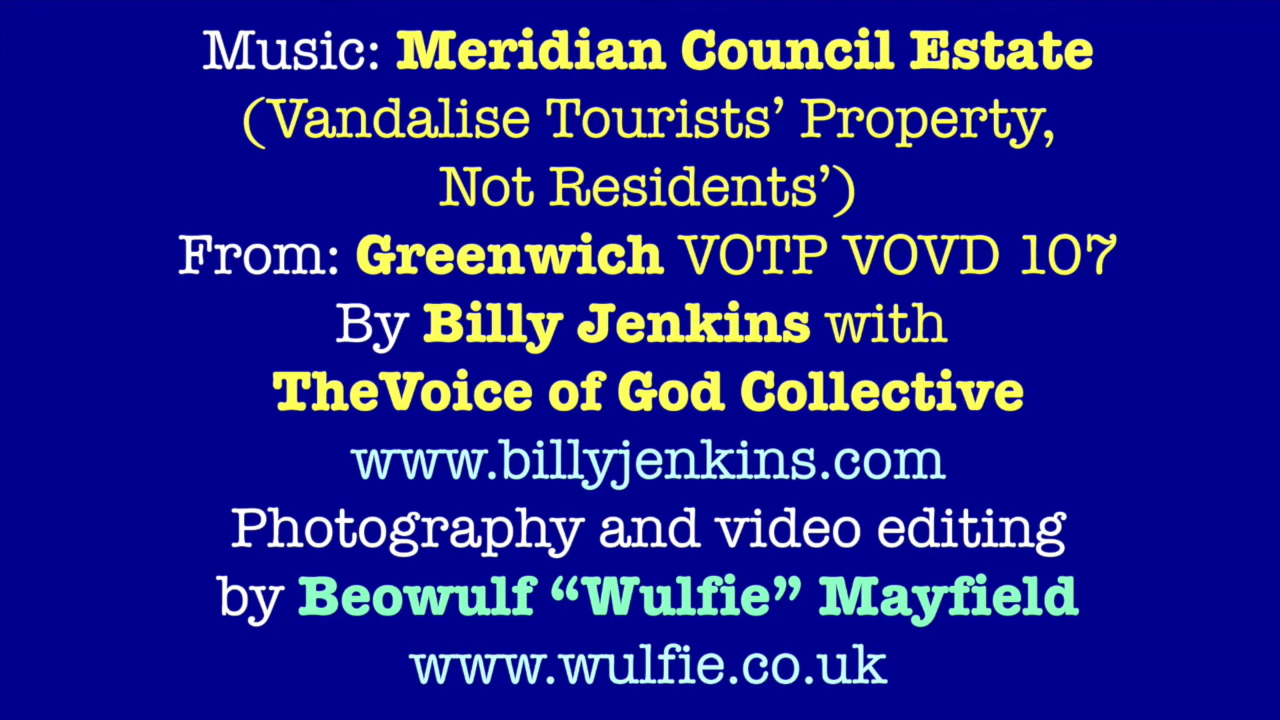 Music: Meridian Council Estate
(Vandalise Tourists’ Property,
Not Residents’)
From: Greenwich VOTP VOVD 107
By Billy Jenkins with
TheVoice of God Collective
www.billyjenkins.com
Photography and video editing
by Beowulf “Wulfie” Mayfield
www.wulfie.co.uk